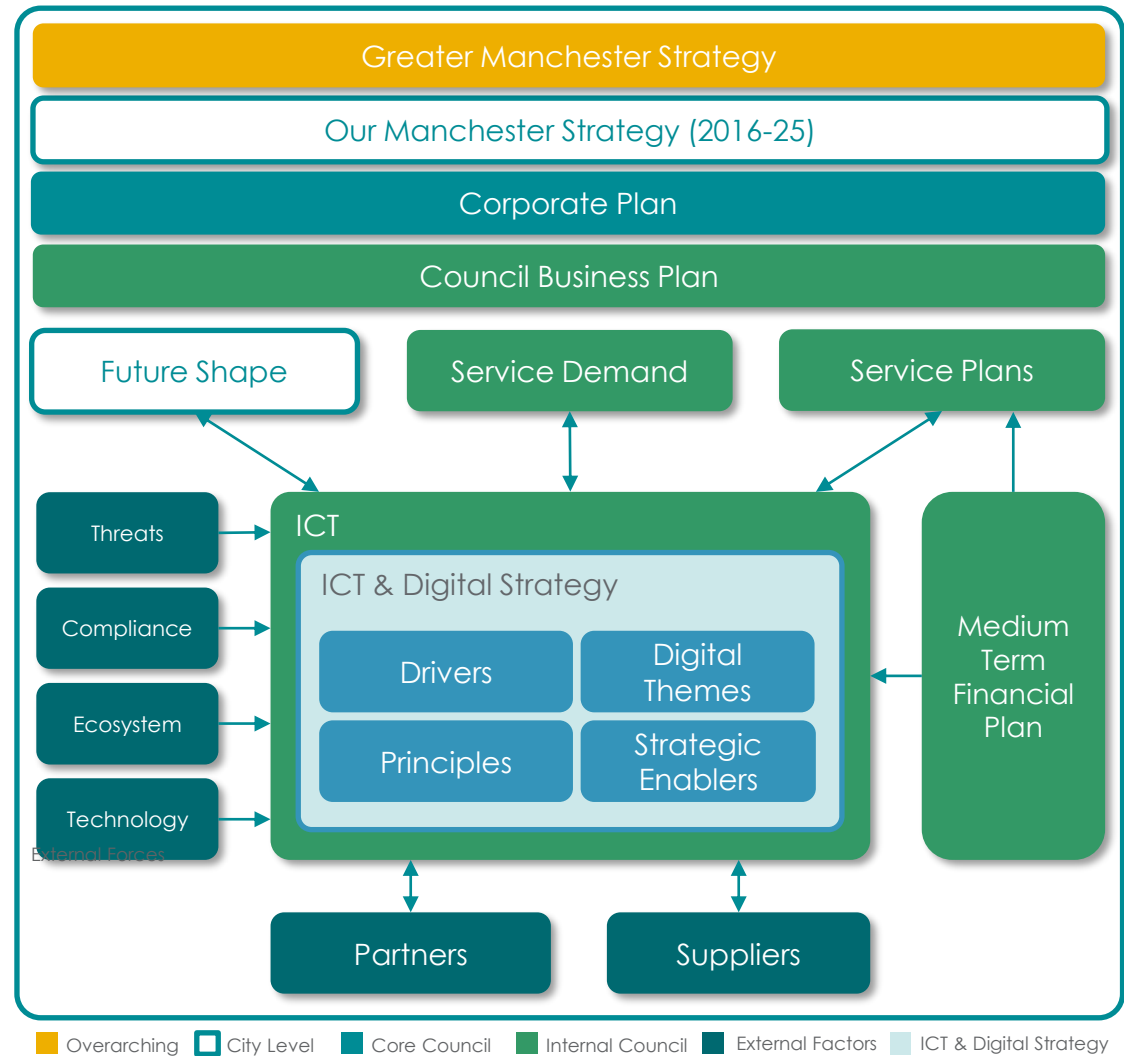 Greater Manchester Strategy
Our Manchester Strategy (2016-25)
Corporate Plan
Council Business Plan
Future Shape
Service Demand
Service Plans
Threats
Compliance
Ecosystem
Technology
External Forces
ICT
ICT & Digital Strategy
Drivers
Digital
Themes
Principles
Strategic
Enablers
Medium
Term
Financial
Plan
Partners
Suppliers
Overarching
City Level
Core Council
Internal Council
External Factors
ICT & Digital Strategy